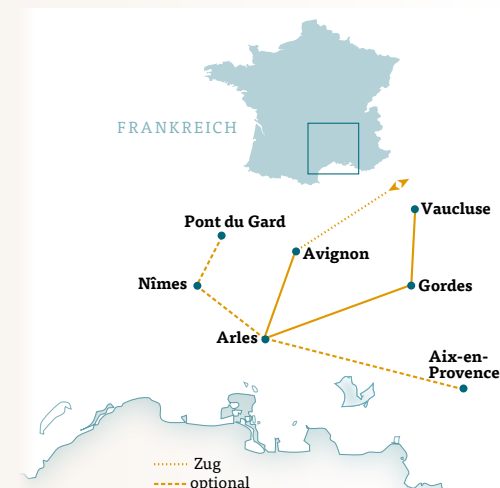 FRANKREICH
Vaucluse
Pont du Gard
Avignon
Nîmes
Gordes
Arles
Aix-en-
Provence
Zug
optional